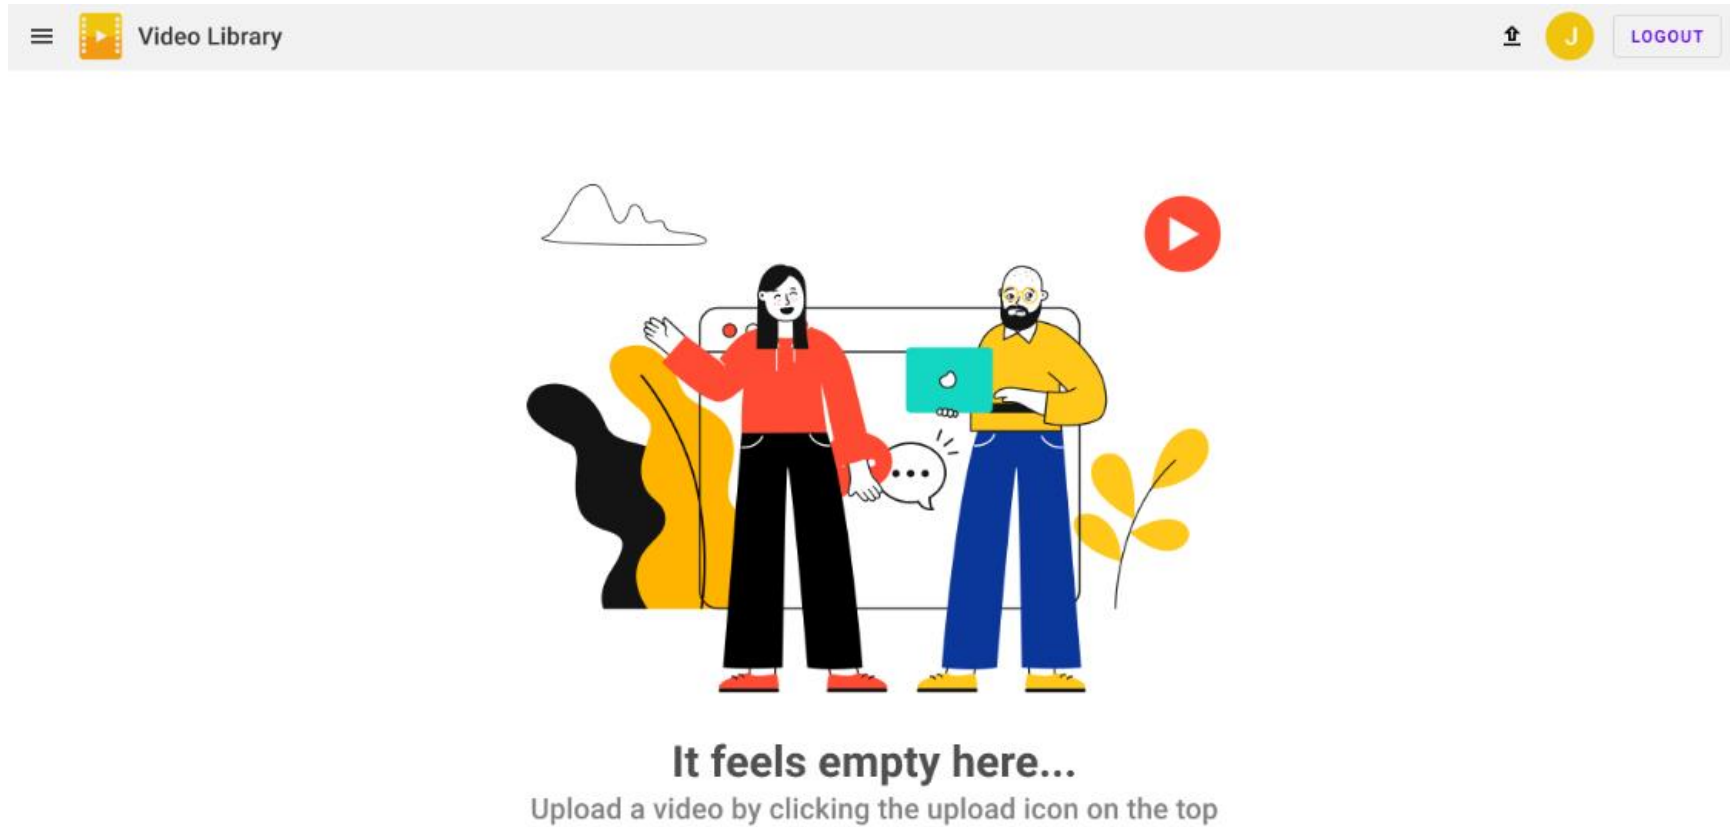 Video Library
J
LOGOUT
It feels empty here...
Upload a video by clicking the upload icon on the top